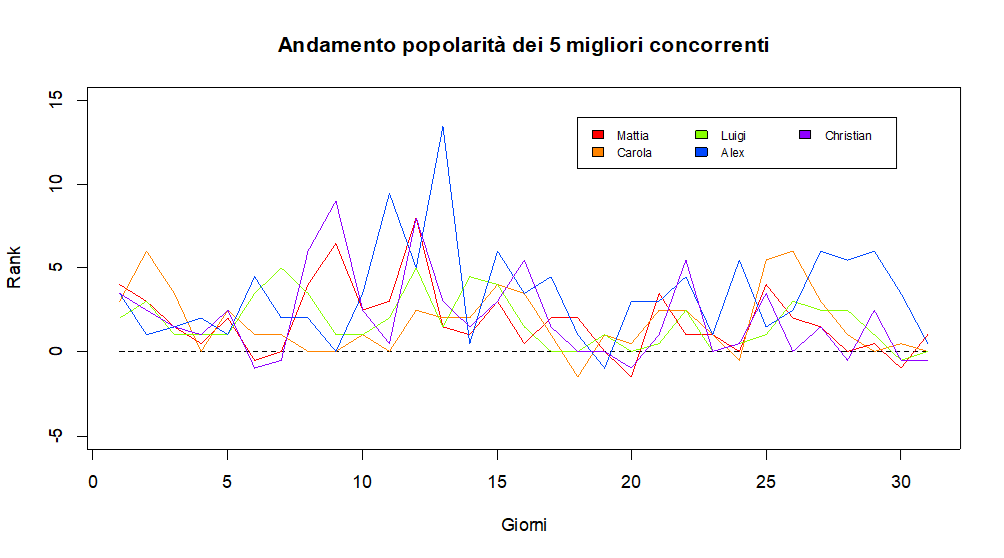 Andamento popolarità dei 5 migliori concorrenti
15
10
5
0
-5
Rank
Mattia Luigi Christian
Carola Alex
0 5 10 15 20 25 30
Giorni